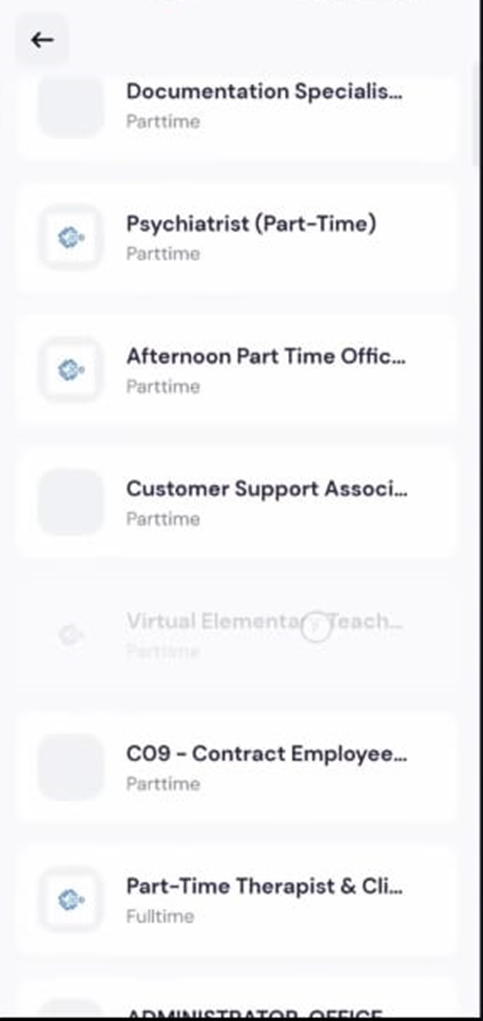 Documentation Specialis...
Parttime
Psychiatrist (Part-Time)
Parttime
Afternoon Part Time Offic...
Parttime
Customer Support Associ...
Parttime
Virtual Elementary Teach...
Parttime
C09 - Contract Employee...
Parttime
Part-Time Therapist & Cli...
Fulltime
ADMINISTRATOR, OFFICE